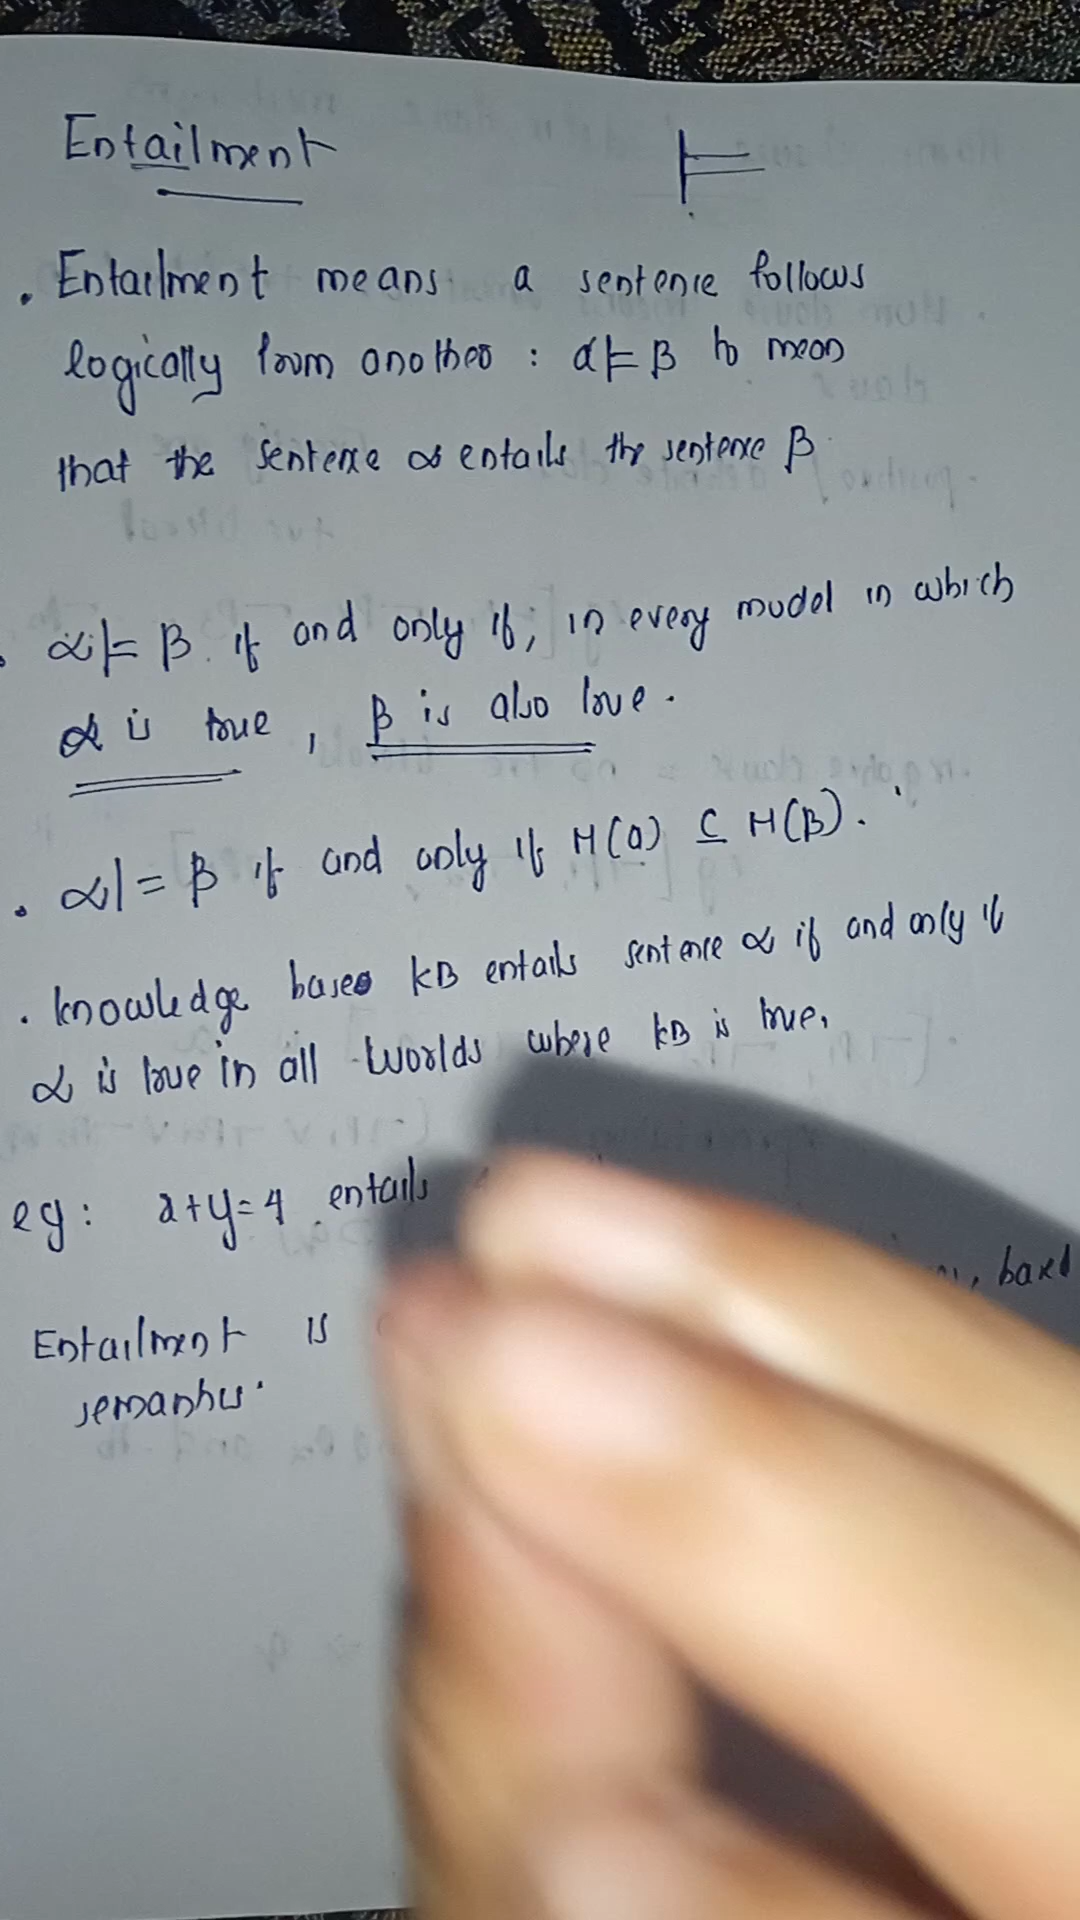 Entailment ⊨
. Entailment means a sentence follows
logically from another : α ⊨ β to mean
that the sentence α entails the sentence β
. α ⊨ β if and only if, in every model in which
α is true , β is also true .
. α |= β if and only if M(α) ⊆ M(β).
. knowledge bases KB entails sentence α if and only if
α is true in all worlds where KB is true.
eg : x+y=4 entails
Entailment is
, based
semantics.